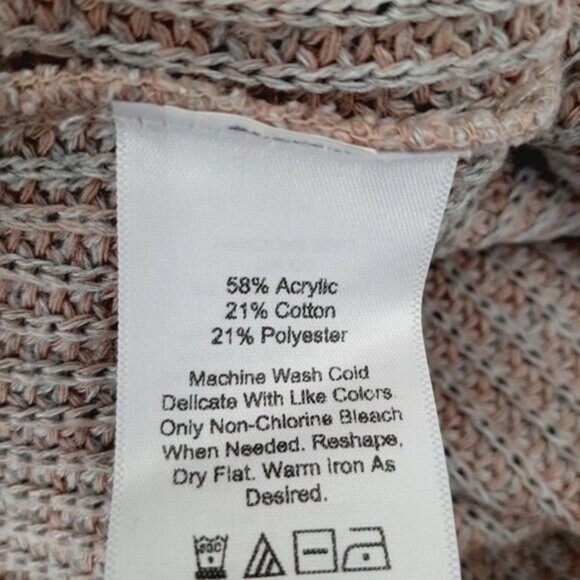 58% Acrylic
21% Cotton
21% Polyester
Machine Wash Cold
Delicate With Like Colors.
Only Non-Chlorine Bleach
When Needed. Reshape,
Dry Flat. Warm Iron As
Desired.
30C